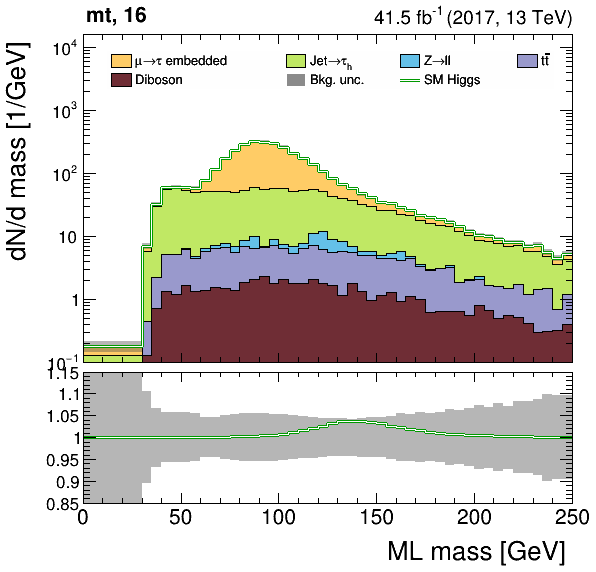 mt, 16
41.5 fb⁻¹ (2017, 13 TeV)
dN/d mass [1/GeV]
10⁴
10³
10²
10
1
10⁻¹
μ→τ embedded
Jet→τₕ
Z→ll
tt̄
Diboson
Bkg. unc.
SM Higgs
1.15
1.1
1.05
1
0.95
0.9
0.85
0 50 100 150 200 250
ML mass [GeV]